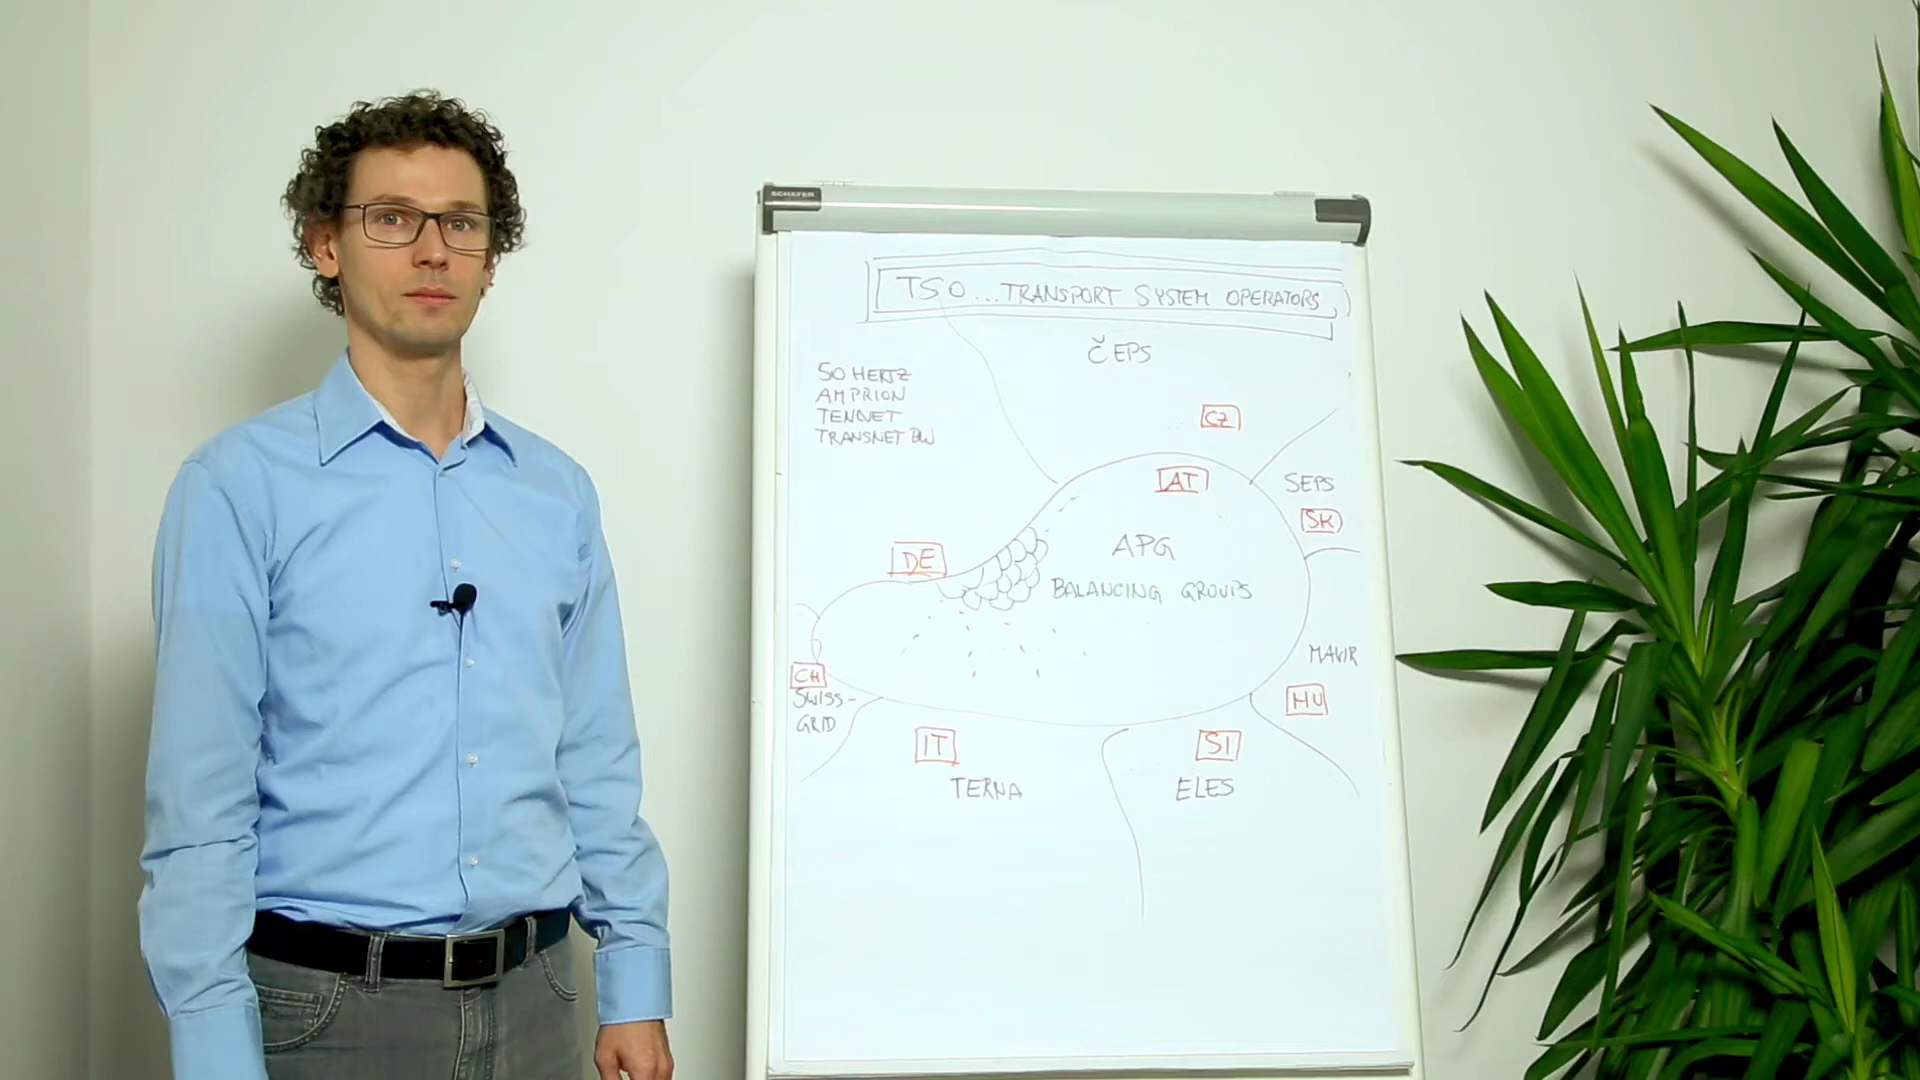 SCHÄFER
TSO...TRANSPORT SYSTEM OPERATORS
ČEPS
50 HERTZ
AMPRION
TENNET
TRANSNET BW
CZ
AT
SEPS
SK
DE
APG
BALANCING GROUPS
MAVIR
HU
CH
SWISS-
GRID
IT
SI
TERNA
ELES